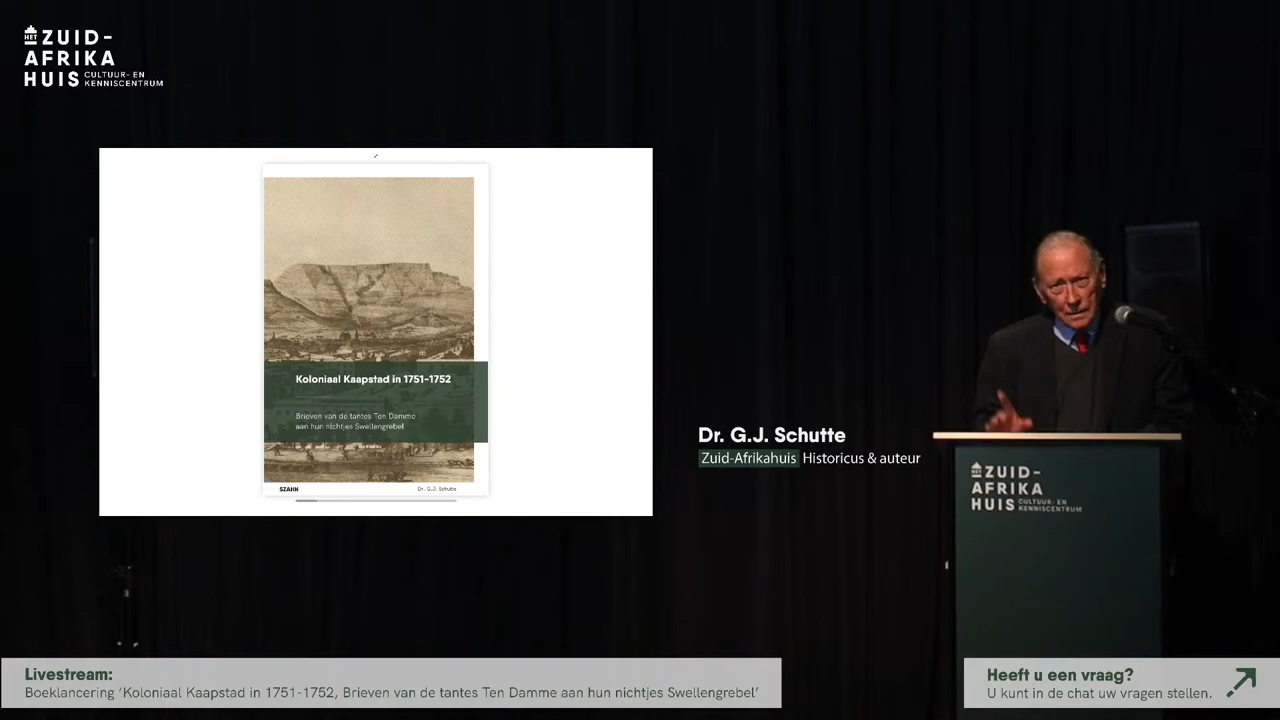 HET ZUID-
AFRIKA
HUIS CULTUUR- EN
KENNISCENTRUM
Koloniaal Kaapstad in 1751-1752
Brieven van de tantes Ten Damme
aan hun nichtjes Swellengrebel
SZAHN
Dr. G.J. Schutte
Dr. G.J. Schutte
Zuid-Afrikahuis Historicus & auteur
HET ZUID-
AFRIKA
HUIS CULTUUR- EN
KENNISCENTRUM
Livestream:
Boeklancering ‘Koloniaal Kaapstad in 1751-1752, Brieven van de tantes Ten Damme aan hun nichtjes Swellengrebel’
Heeft u een vraag?
U kunt in de chat uw vragen stellen.